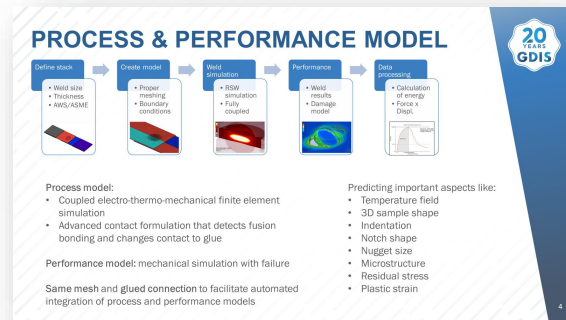 PROCESS & PERFORMANCE MODEL
20
YEARS
GDIS
Define stack
• Weld size
• Thickness
• AWS/ASME
Create model
• Proper
meshing
• Boundary
conditions
Weld
simulation
• RSW
simulation
• Fully
coupled
Performance
• Weld
results
• Damage
model
Data
processing
• Calculation
of energy
• Force x
Displ.
Process model:
• Coupled electro-thermo-mechanical finite element
simulation
• Advanced contact formulation that detects fusion
bonding and changes contact to glue
Performance model: mechanical simulation with failure
Same mesh and glued connection to facilitate automated
integration of process and performance models
Predicting important aspects like:
• Temperature field
• 3D sample shape
• Indentation
• Notch shape
• Nugget size
• Microstructure
• Residual stress
• Plastic strain
4